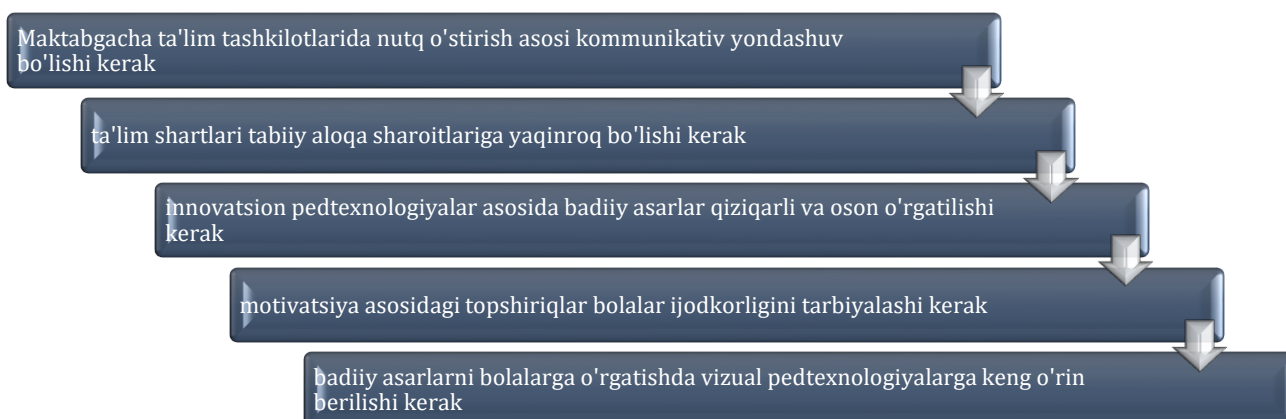 Maktabgacha ta'lim tashkilotlarida nutq o'stirish asosi kommunikativ yondashuv
bo'lishi kerak
ta'lim shartlari tabiiy aloqa sharoitlariga yaqinroq bo'lishi kerak
innovatsion pedtexnologiyalar asosida badiiy asarlar qiziqarli va oson o'rgatilishi
kerak
motivatsiya asosidagi topshiriqlar bolalar ijodkorligini tarbiyalashi kerak
badiiy asarlarni bolalarga o'rgatishda vizual pedtexnologiyalarga keng o'rin
berilishi kerak